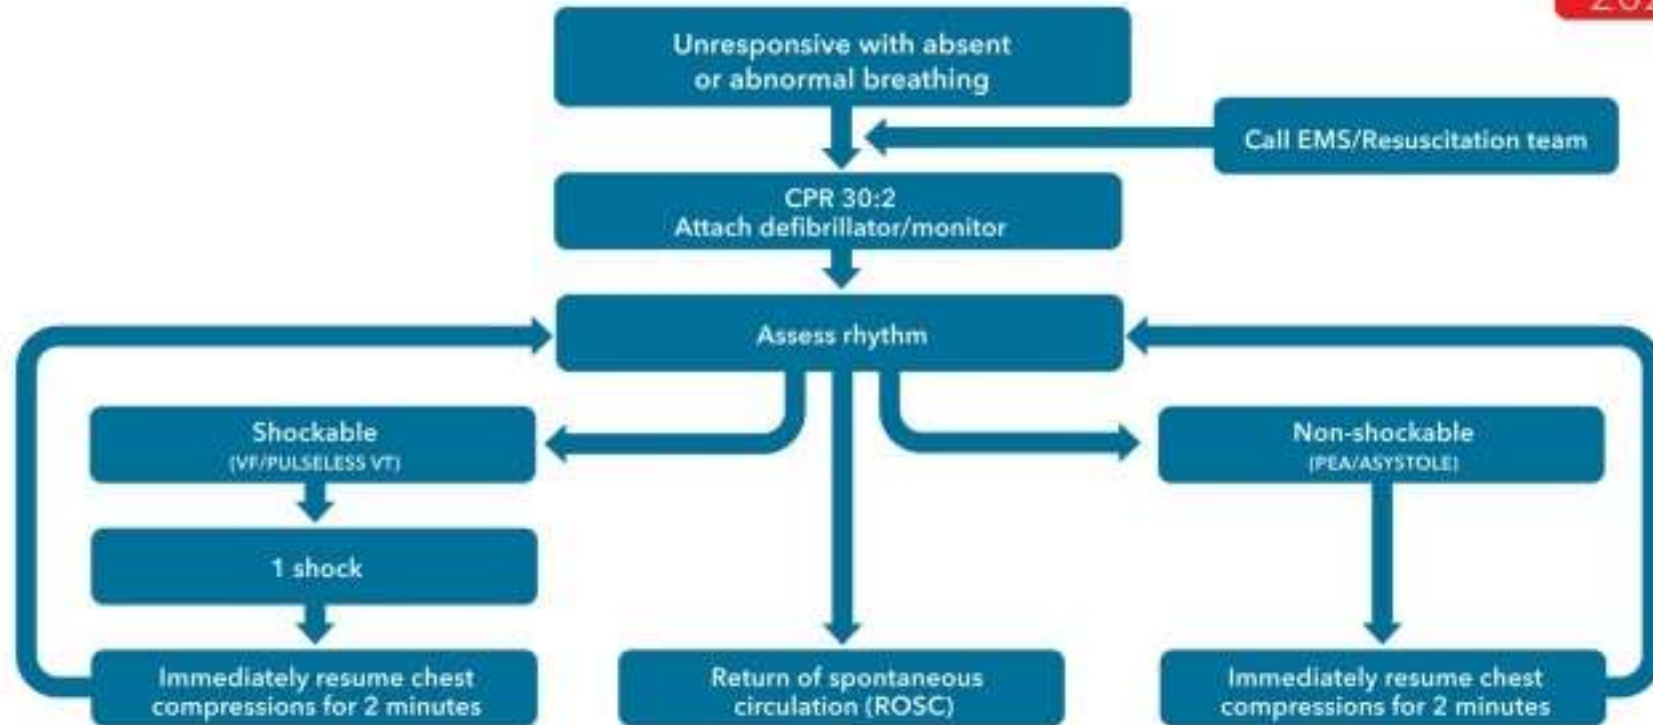 Unresponsive with absent
or abnormal breathing
Call EMS/Resuscitation team
CPR 30:2
Attach defibrillator/monitor
Assess rhythm
Shockable
(VF/PULSELESS VT)
Non-shockable
(PEA/ASYSTOLE)
1 shock
Immediately resume chest
compressions for 2 minutes
Return of spontaneous
circulation (ROSC)
Immediately resume chest
compressions for 2 minutes